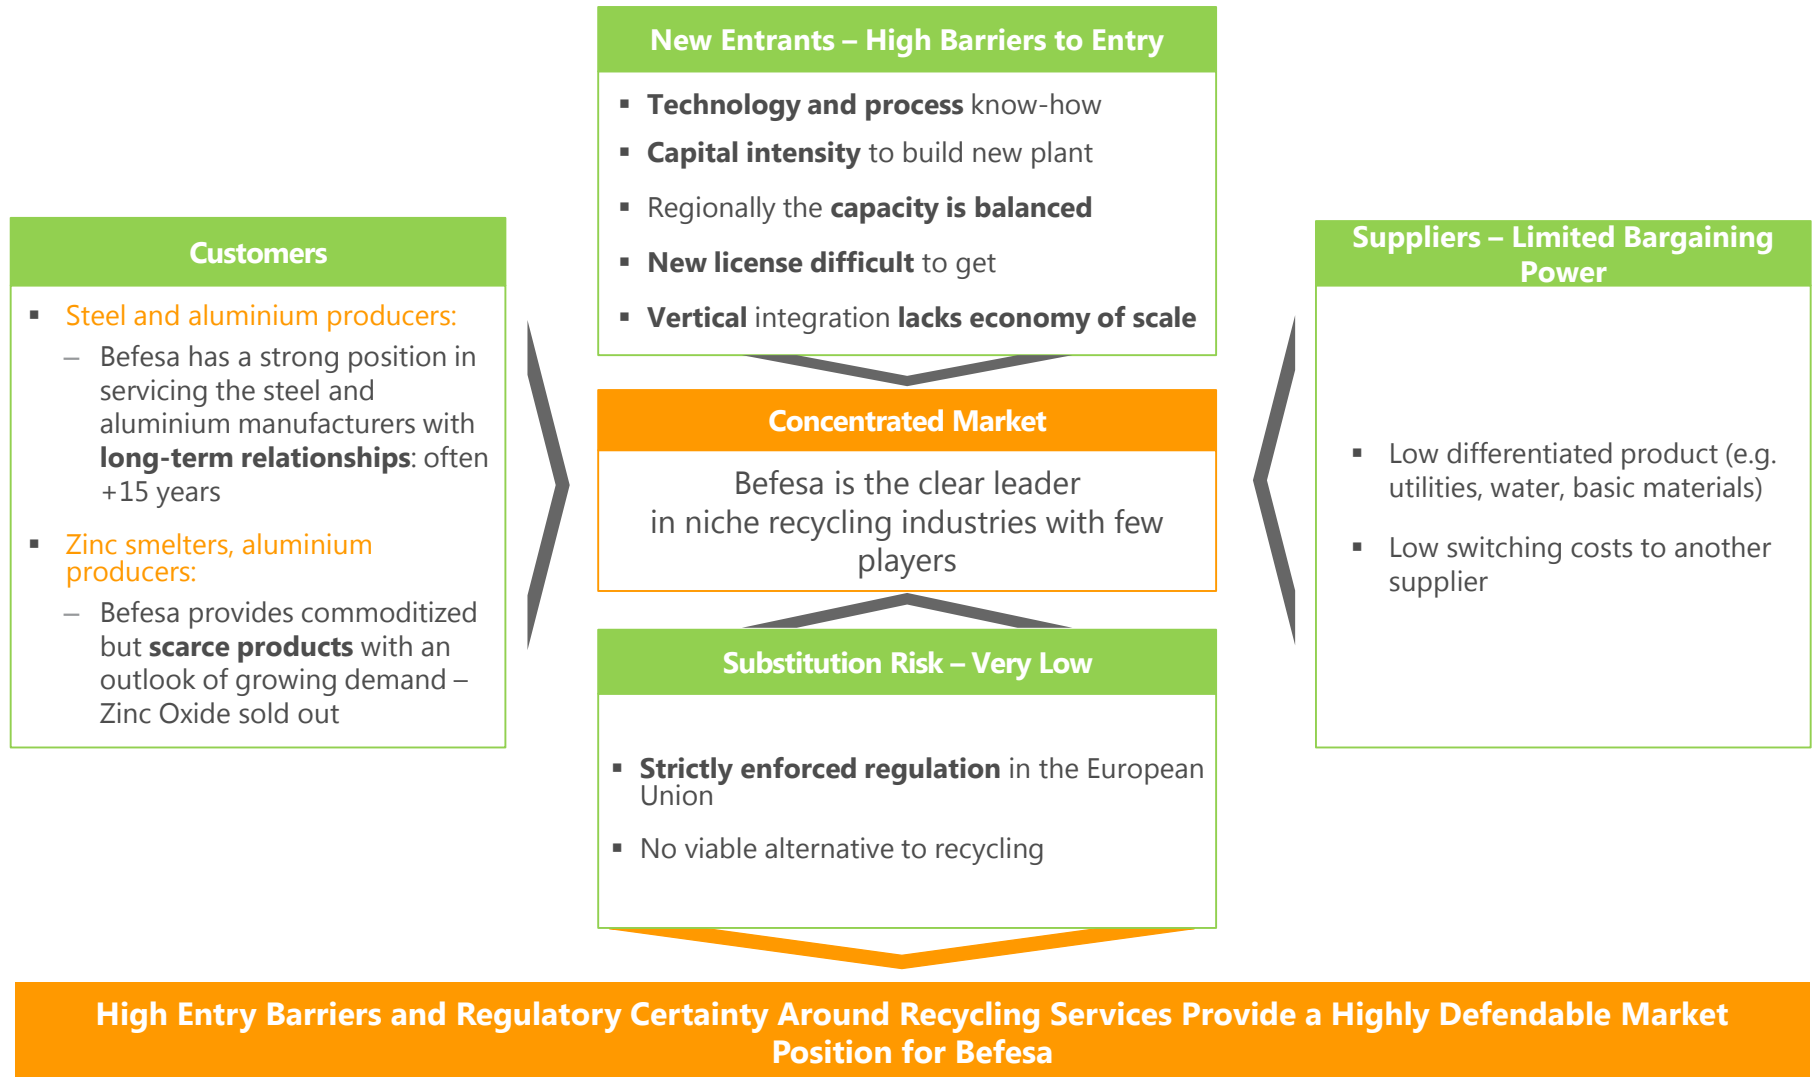 New Entrants – High Barriers to Entry
▪ Technology and process know-how
▪ Capital intensity to build new plant
▪ Regionally the capacity is balanced
▪ New license difficult to get
▪ Vertical integration lacks economy of scale
Customers
▪ Steel and aluminium producers:
– Befesa has a strong position in
servicing the steel and
aluminium manufacturers with
long-term relationships: often
+15 years
▪ Zinc smelters, aluminium
producers:
– Befesa provides commoditized
but scarce products with an
outlook of growing demand –
Zinc Oxide sold out
Concentrated Market
Befesa is the clear leader
in niche recycling industries with few
players
Suppliers – Limited Bargaining
Power
▪ Low differentiated product (e.g.
utilities, water, basic materials)
▪ Low switching costs to another
supplier
Substitution Risk – Very Low
▪ Strictly enforced regulation in the European
Union
▪ No viable alternative to recycling
High Entry Barriers and Regulatory Certainty Around Recycling Services Provide a Highly Defendable Market
Position for Befesa